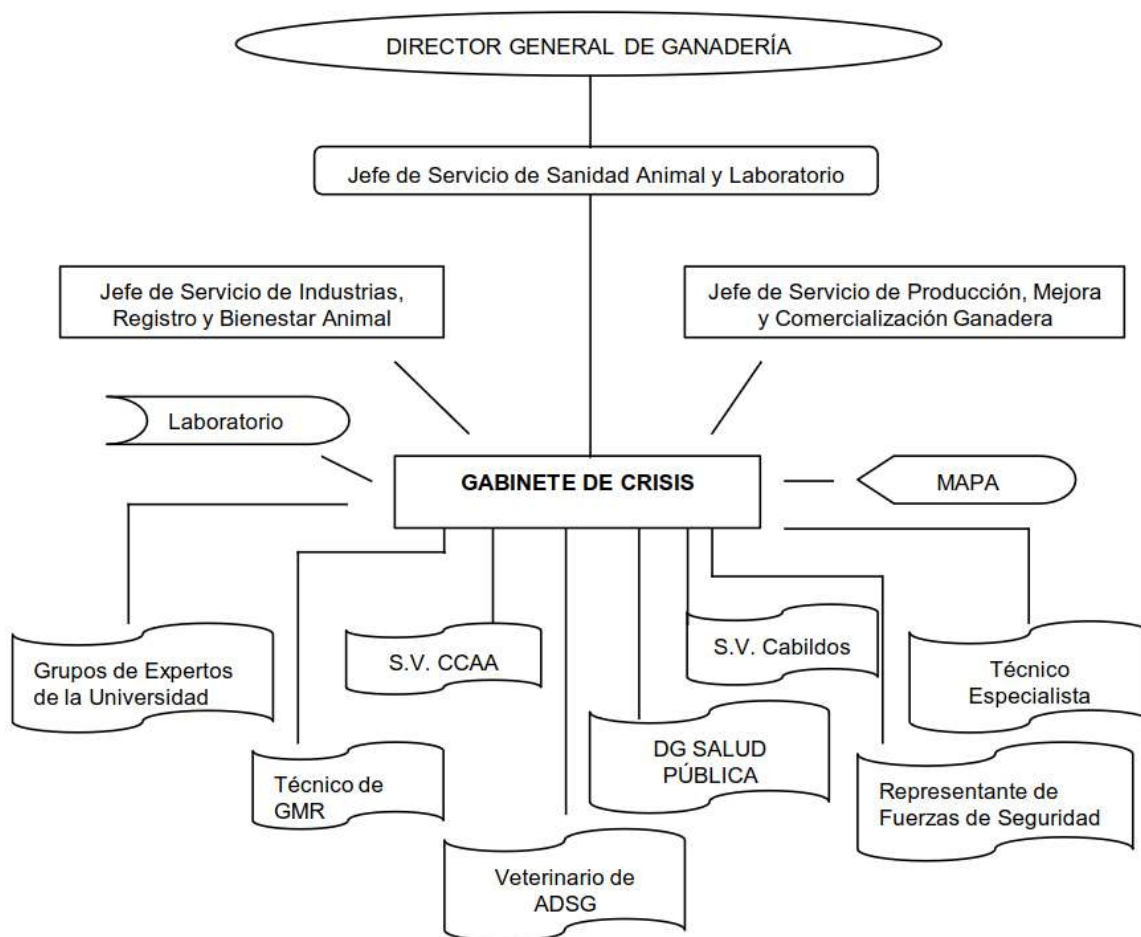 DIRECTOR GENERAL DE GANADERÍA
Jefe de Servicio de Sanidad Animal y Laboratorio
Jefe de Servicio de Industrias,
Registro y Bienestar Animal
Jefe de Servicio de Producción, Mejora
y Comercialización Ganadera
Laboratorio
GABINETE DE CRISIS
MAPA
Grupos de Expertos
de la Universidad
S.V. CCAA
S.V. Cabildos
Técnico
Especialista
Técnico de
GMR
DG SALUD
PÚBLICA
Representante de
Fuerzas de Seguridad
Veterinario de
ADSG